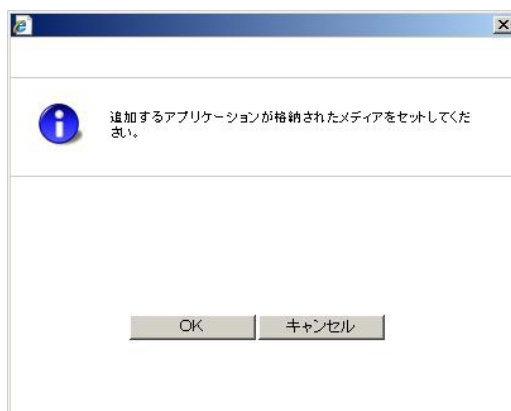 追加するアプリケーションが格納されたメディアをセットしてくだ
さい。
OK
キャンセル